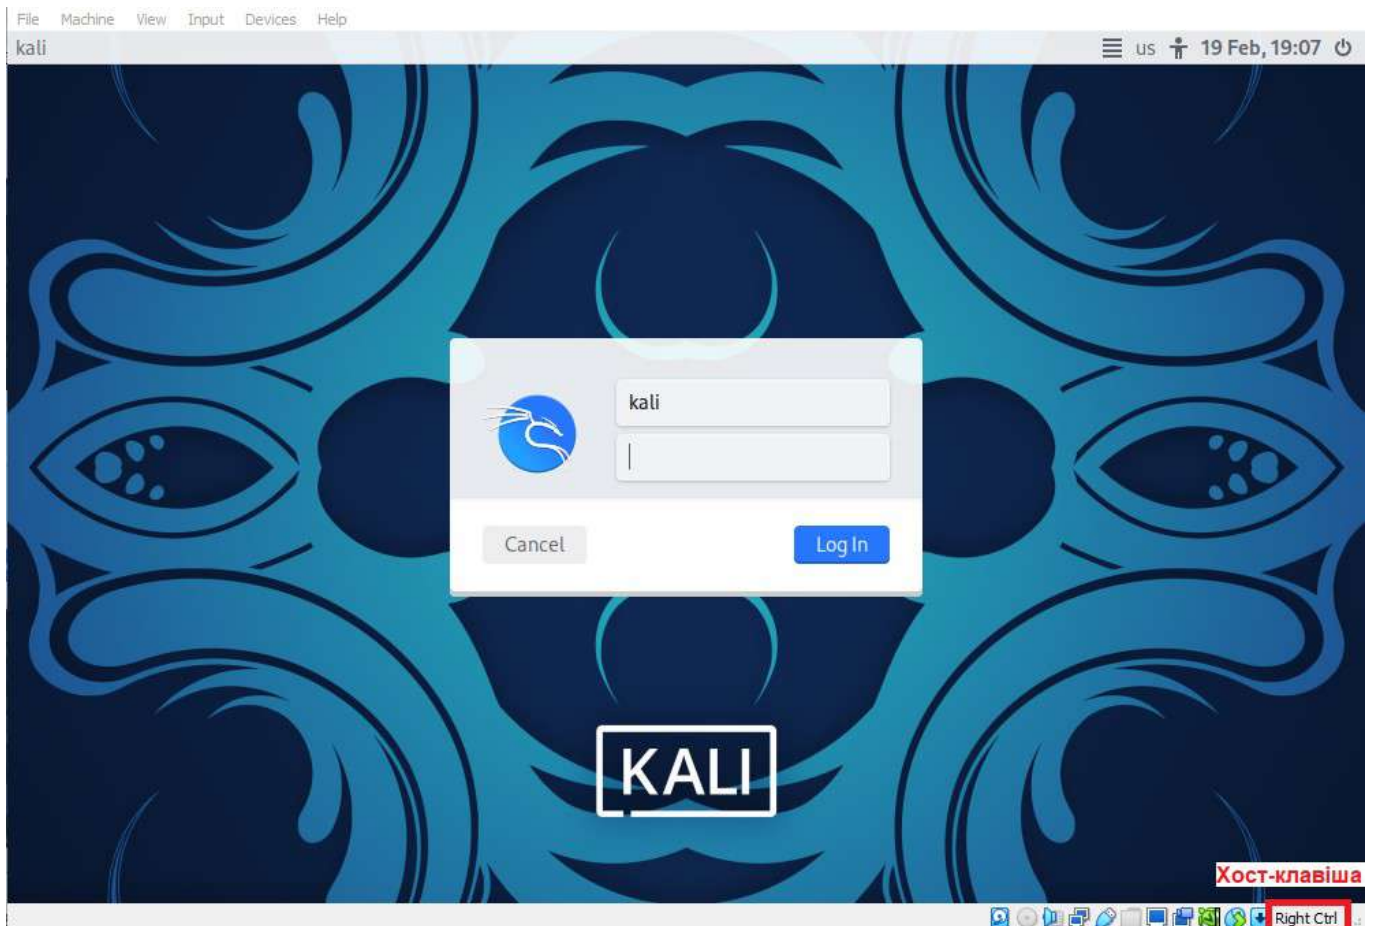 File Machine View Input Devices Help
kali us 19 Feb, 19:07
kali
Cancel Log In
KALI
Хост-клавіша
Right Ctrl